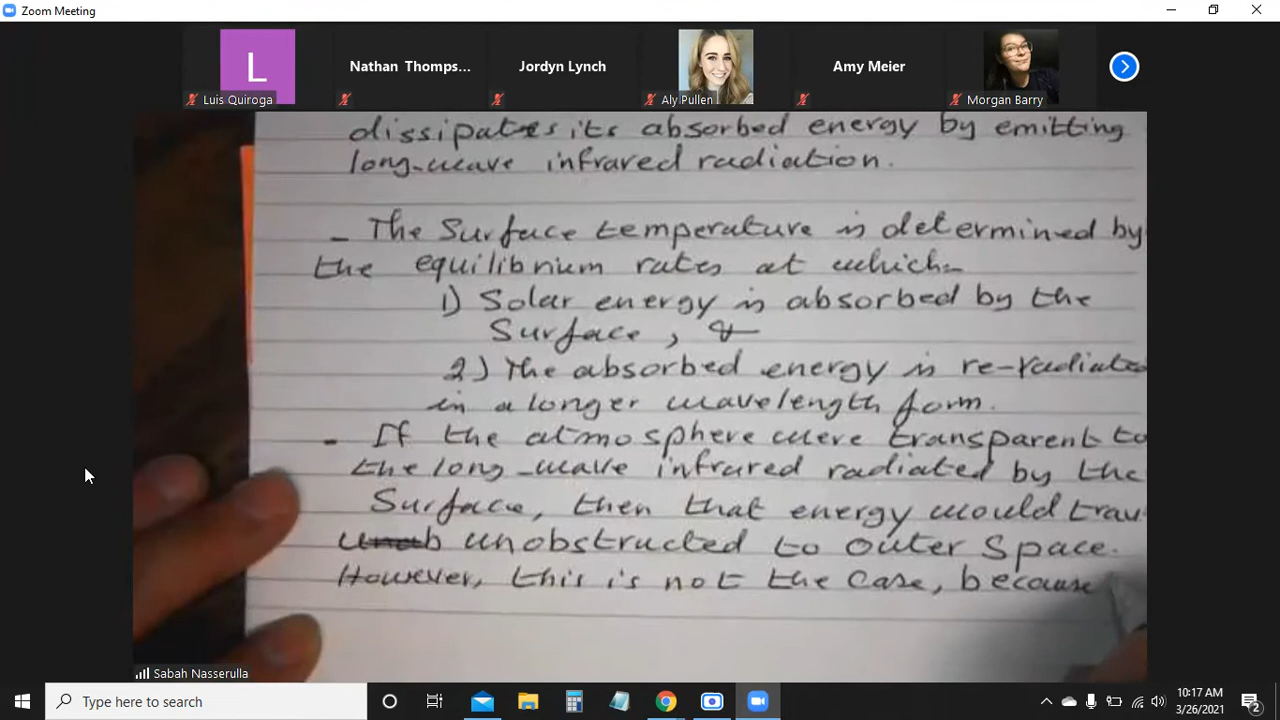 Zoom Meeting
L
Luis Quiroga
Nathan Thomps...
Jordyn Lynch
Aly Pullen
Amy Meier
Morgan Barry
dissipates its absorbed energy by emitting
long-wave infrared radiation.
- The Surface temperature is determined by
the equilibrium rates at which-
1) Solar energy is absorbed by the
Surface, &
2) The absorbed energy is re-radiated
in a longer wavelength form.
- If the atmosphere were transparent to
the long-wave infrared radiated by the
Surface, then that energy would trav
unobstructed to outer space.
However, this is not the case, because
Sabah Nasserulla
Type here to search
10:17 AM
3/26/2021
2